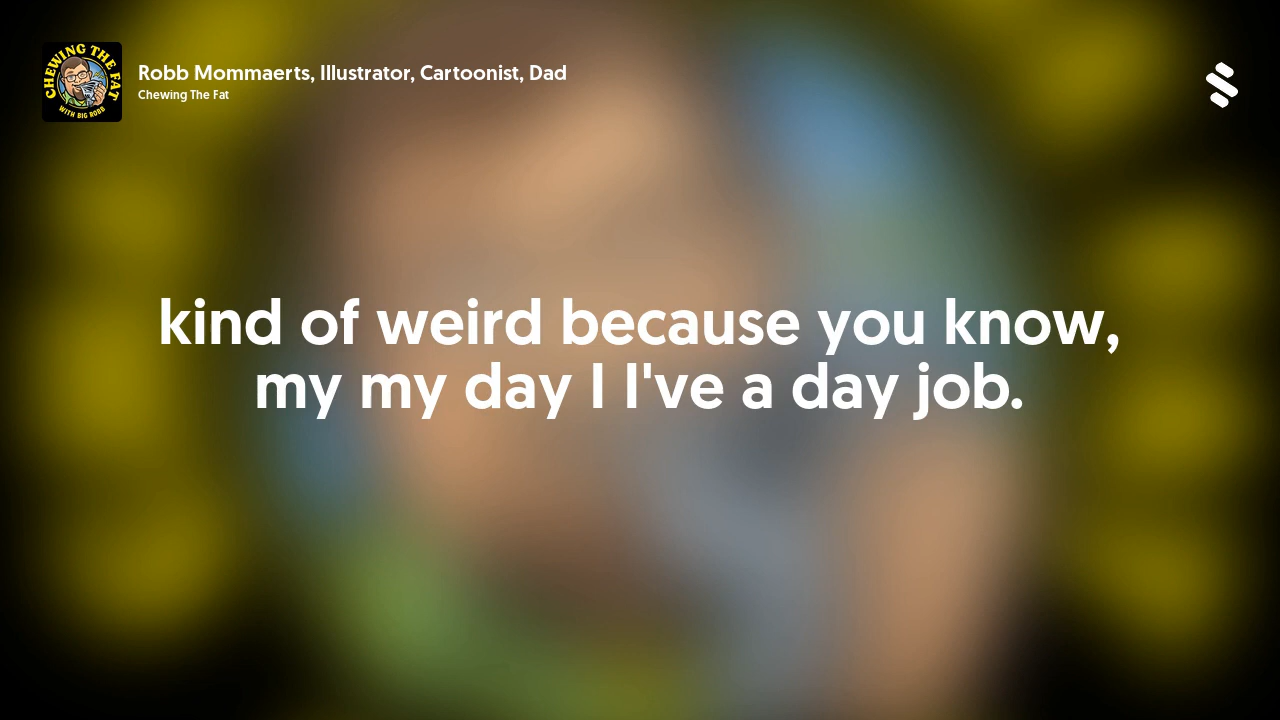 CHEWING THE FAT
WITH BIG ROBB
Robb Mommaerts, Illustrator, Cartoonist, Dad
Chewing The Fat
kind of weird because you know,
my my day I I've a day job.